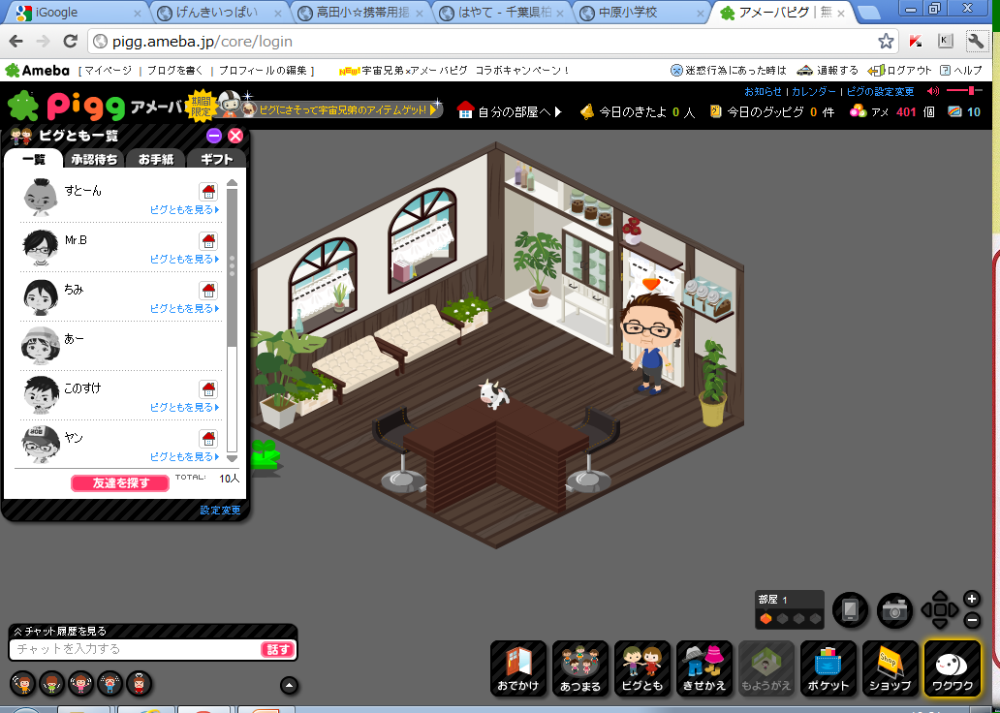 iGoogle
げんきいっぱい
高田小☆携帯用掲
はやて - 千葉県柏
中原小学校
アメーバピグ | 無
pigg.ameba.jp/core/login
Ameba [ マイページ | ブログを書く | プロフィールの編集 ] NEW! 宇宙兄弟×アメーバピグ コラボキャンペーン! 迷惑行為にあった時は 通報する ログアウト ヘルプ
お知らせ | カレンダー | ピグの設定変更
Pigg アメーバ 期間限定 ピグにさそって宇宙兄弟のアイテムゲット! 自分の部屋へ 今日のきたよ 0 人 今日のグッピグ 0 件 アメ 401 個 10
ピグとも一覧
一覧 承認待ち お手紙 ギフト
すとーん
ピグともを見る
Mr.B
ピグともを見る
ちみ
ピグともを見る
あー
このすけ
ピグともを見る
ヤン
ピグともを見る
友達を探す TOTAL: 10人
設定変更
部屋 1
チャット履歴を見る
チャットを入力する 話す
おでかけ あつまる ピグとも きせかえ もようがえ ポケット ショップ ワクワク